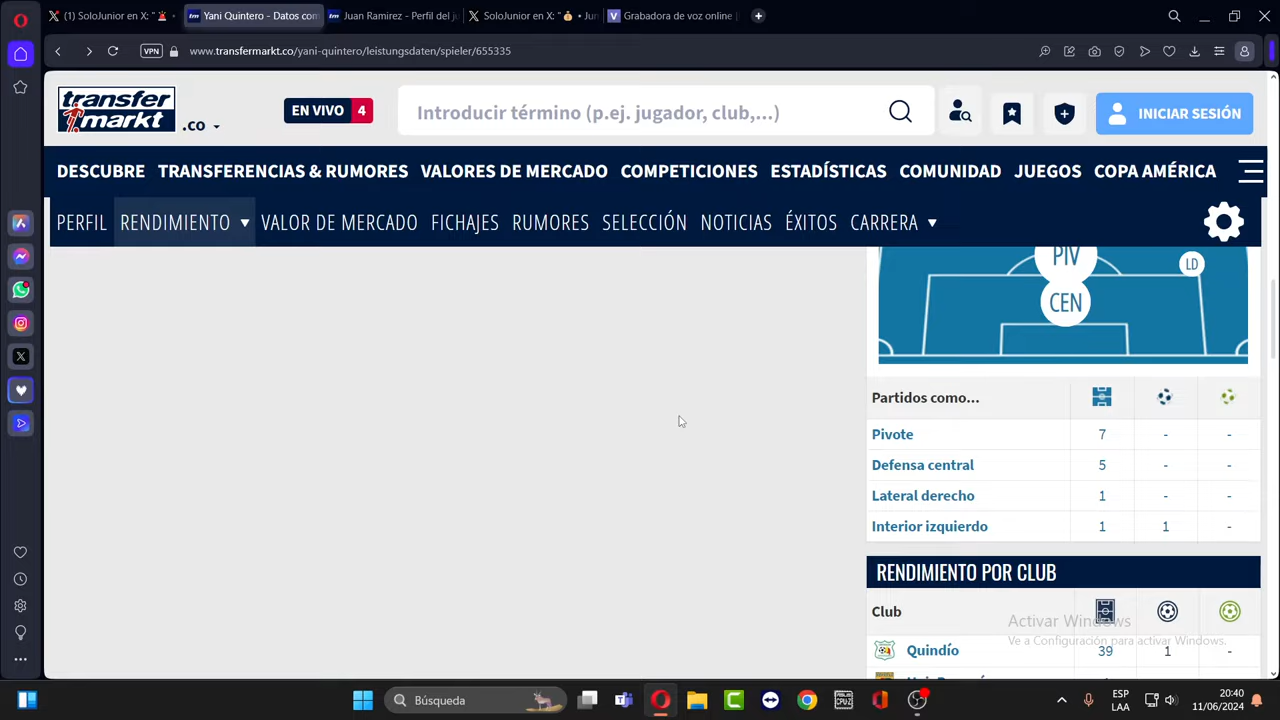 SoloJunior en X: "🚨
Yani Quintero - Datos con
Juan Ramirez - Perfil del j
SoloJunior en X: "💰 • Jun
Grabadora de voz online |
VPN
www.transfermarkt.co/yani-quintero/leistungsdaten/spieler/655335
transfer
markt
.co
EN VIVO 4
Introducir término (p.ej. jugador, club,...)
INICIAR SESIÓN
DESCUBRE TRANSFERENCIAS & RUMORES VALORES DE MERCADO COMPETICIONES ESTADÍSTICAS COMUNIDAD JUEGOS COPA AMÉRICA
PERFIL RENDIMIENTO VALOR DE MERCADO FICHAJES RUMORES SELECCIÓN NOTICIAS ÉXITOS CARRERA
PIV
LD
CEN
Partidos como...
Pivote 7 - -
Defensa central 5 - -
Lateral derecho 1 - -
Interior izquierdo 1 1 -
RENDIMIENTO POR CLUB
Club
Activar Windows
Ve a Configuración para activar Windows.
Quindío 39 1 -
Búsqueda
ESP
LAA
20:40
11/06/2024